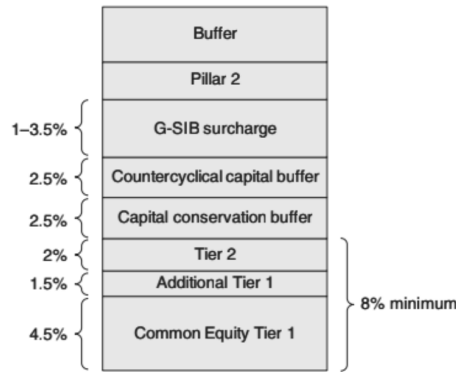 Buffer
Pillar 2
1–3.5% G-SIB surcharge
2.5% Countercyclical capital buffer
2.5% Capital conservation buffer
2% Tier 2
1.5% Additional Tier 1
8% minimum
4.5% Common Equity Tier 1